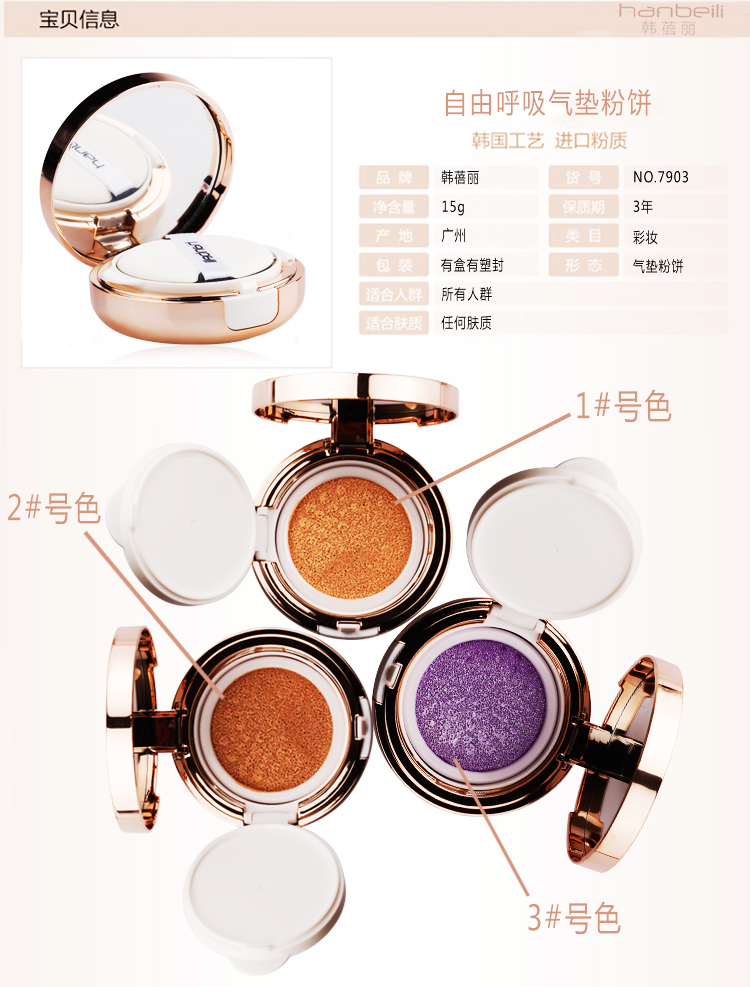 宝贝信息
hanbeili
韩蓓丽
自由呼吸气垫粉饼
韩国工艺 进口粉质
品 牌 韩蓓丽 货 号 NO.7903
净含量 15g 保质期 3年
产 地 广州 类 目 彩妆
包 装 有盒有塑封 形 态 气垫粉饼
适合人群 所有人群
适合肤质 任何肤质
1#号色
2#号色
3#号色